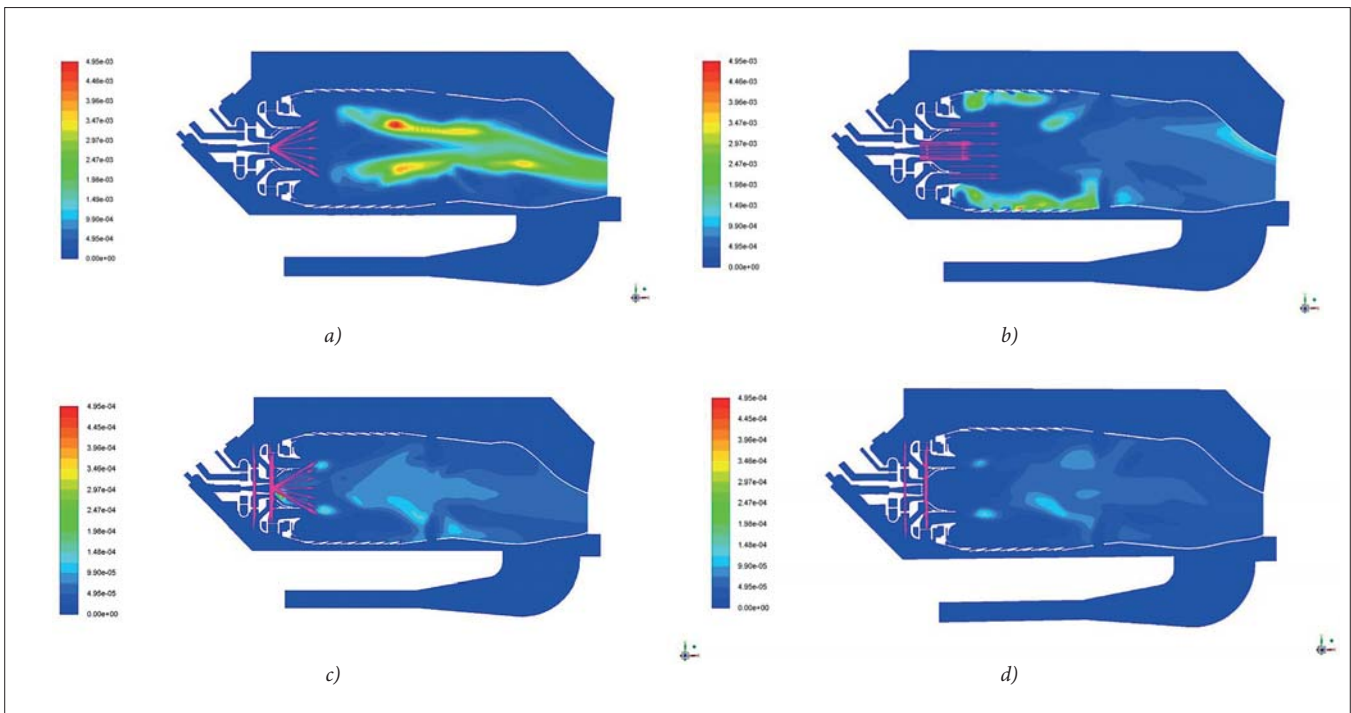 4.95e-03
4.46e-03
3.96e-03
3.47e-03
2.97e-03
2.47e-03
1.98e-03
1.49e-03
9.90e-04
4.95e-04
0.00e+00
a)
4.95e-03
4.46e-03
3.96e-03
3.47e-03
2.97e-03
2.47e-03
1.98e-03
1.49e-03
9.90e-04
4.95e-04
0.00e+00
b)
4.95e-04
4.45e-04
3.96e-04
3.46e-04
2.97e-04
2.47e-04
1.98e-04
1.48e-04
9.90e-05
4.95e-05
0.00e+00
c)
4.95e-04
4.45e-04
3.96e-04
3.46e-04
2.97e-04
2.47e-04
1.98e-04
1.48e-04
9.90e-05
4.95e-05
0.00e+00
d)